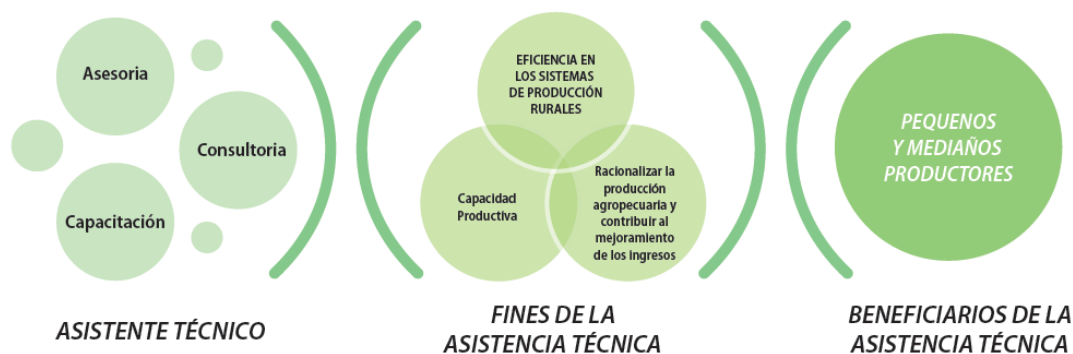 Asesoria
Consultoria
Capacitación
ASISTENTE TÉCNICO
EFICIENCIA EN
LOS SISTEMAS
DE PRODUCCIÓN
RURALES
Capacidad
Productiva
Racionalizar la
producción
agropecuaria y
contribuir al
mejoramiento
de los ingresos
FINES DE LA
ASISTENCIA TÉCNICA
PEQUENOS
Y MEDIAÑOS
PRODUCTORES
BENEFICIARIOS DE LA
ASISTENCIA TÉCNICA